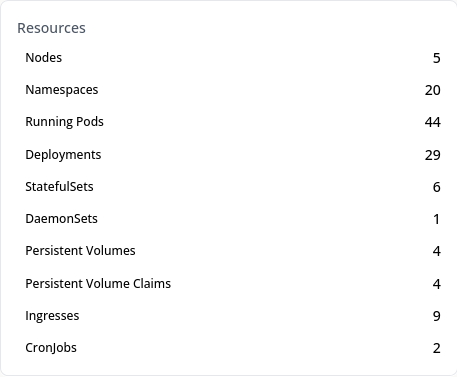 Resources
Nodes 5
Namespaces 20
Running Pods 44
Deployments 29
StatefulSets 6
DaemonSets 1
Persistent Volumes 4
Persistent Volume Claims 4
Ingresses 9
CronJobs 2